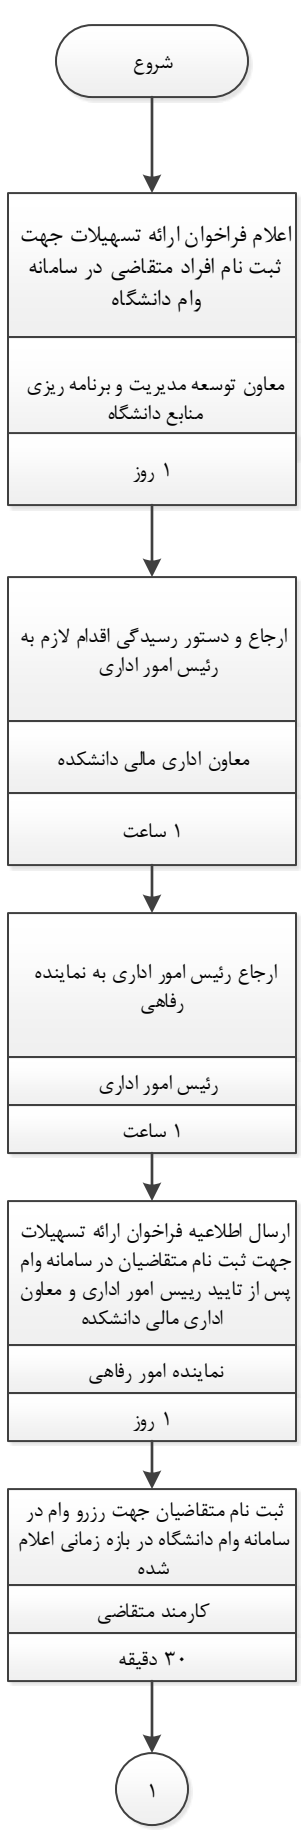 شروع
اعلام فراخوان ارائه تسهیلات جهت
ثبت نام افراد متقاضی در سامانه
وام دانشگاه
معاون توسعه مدیریت و برنامه ریزی
منابع دانشگاه
۱ روز
ارجاع و دستور رسیدگی اقدام لازم به
رئیس امور اداری
معاون اداری مالی دانشکده
۱ ساعت
ارجاع رئیس امور اداری به نماینده
رفاهی
رئیس امور اداری
۱ ساعت
ارسال اطلاعیه فراخوان ارائه تسهیلات
جهت ثبت نام متقاضیان در سامانه وام
پس از تایید رییس امور اداری و معاون
اداری مالی دانشکده
نماینده امور رفاهی
۱ روز
ثبت نام متقاضیان جهت رزرو وام در
سامانه وام دانشگاه در بازه زمانی اعلام
شده
کارمند متقاضی
۳۰ دقیقه
۱